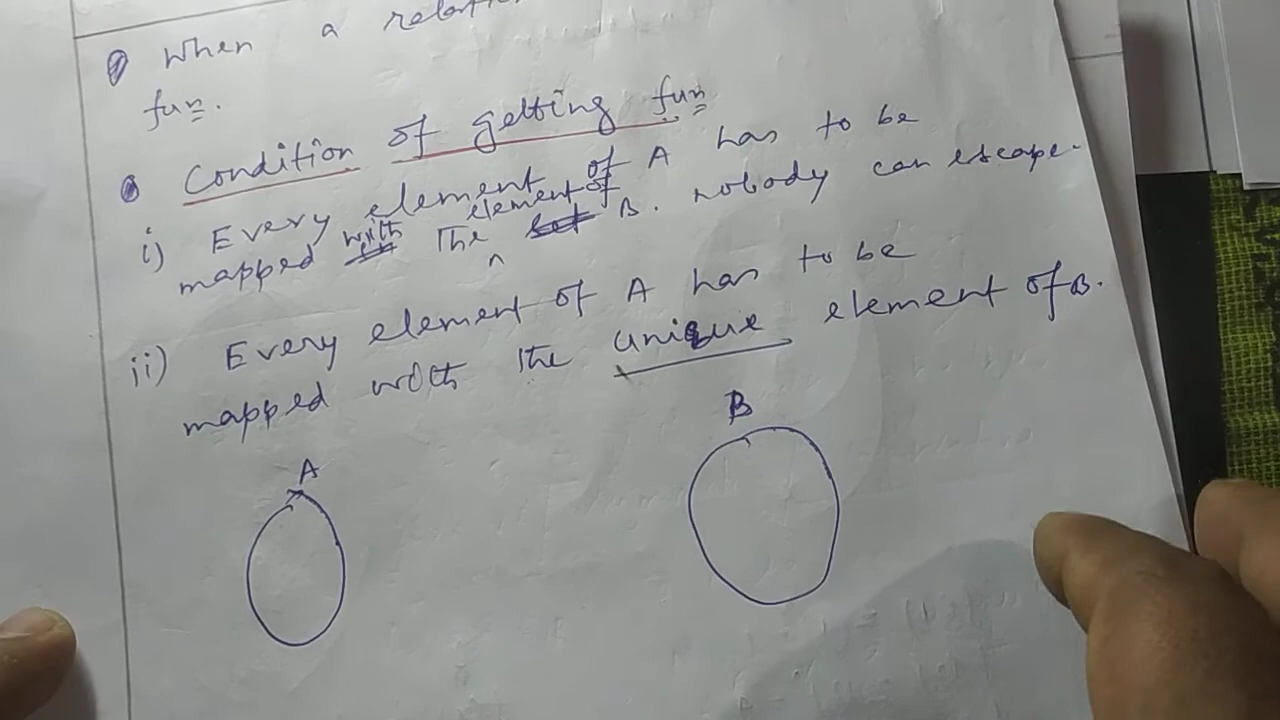 When a relati
fun.
Condition of getting fun
i) Every element of A has to be
mapped with the element of B. nobody can escape.
ii) Every element of A has to be
mapped with the unique element of B.
A
B